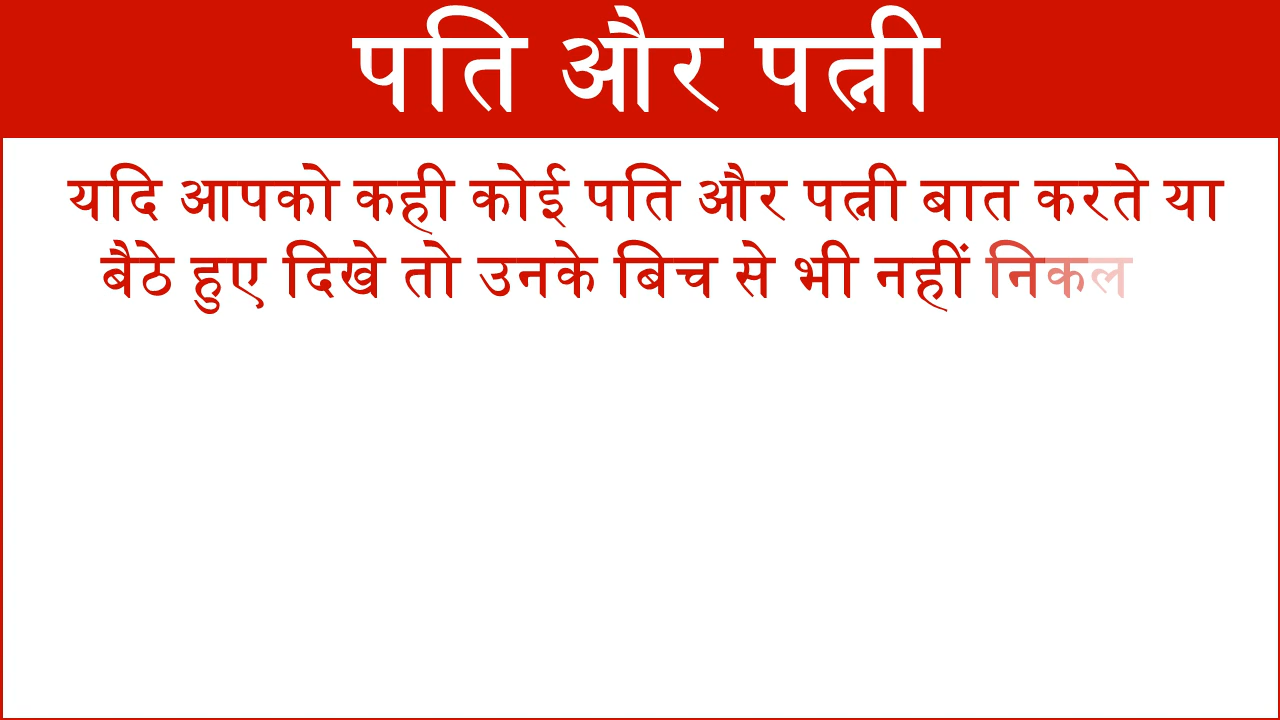 पति और पत्नी
यदि आपको कही कोई पति और पत्नी बात करते या
बैठे हुए दिखे तो उनके बिच से भी नहीं निकल